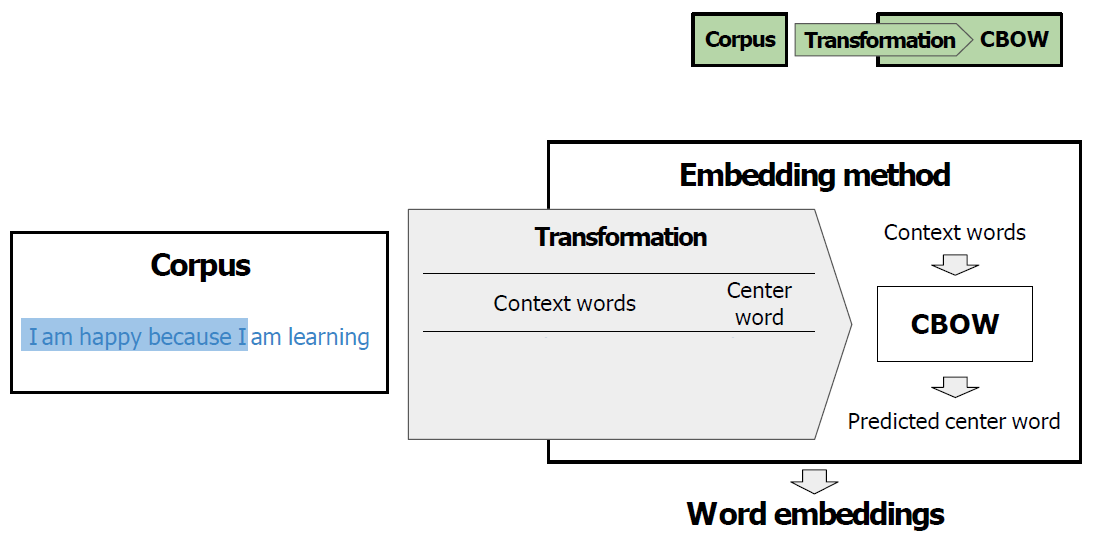 Corpus
Transformation
CBOW
Embedding method
Corpus
I am happy because I am learning
Transformation
Context words
Center
word
Context words
CBOW
Predicted center word
Word embeddings